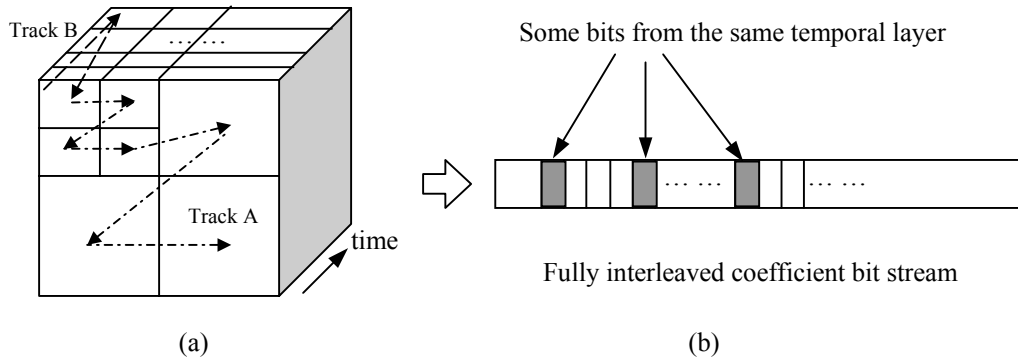 Track B
… …
Track A
time
(a)
Some bits from the same temporal layer
… … … …
Fully interleaved coefficient bit stream
(b)